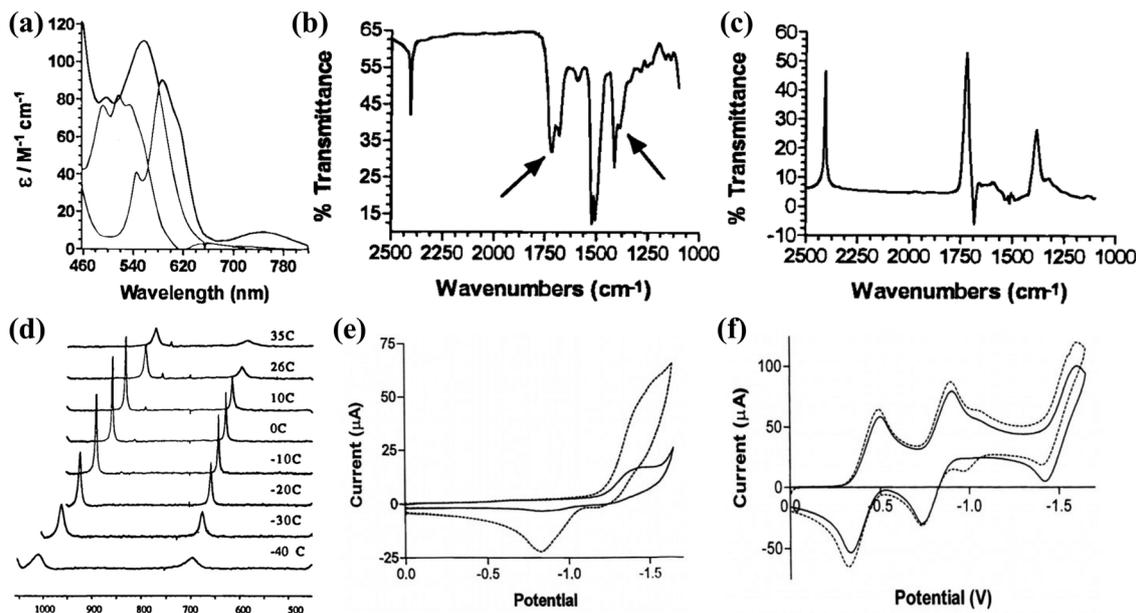 (a)
120
100
80
60
40
20
0
ε / M⁻¹ cm⁻¹
460 540 620 700 780
Wavelength (nm)
(b)
65
55
45
35
25
15
% Transmittance
2500 2250 2000 1750 1500 1250 1000
Wavenumbers (cm-1)
(c)
60
50
40
30
20
10
0
-10
% Transmittance
2500 2250 2000 1750 1500 1250 1000
Wavenumbers (cm-1)
(d)
35C
26C
10C
0C
-10C
-20C
-30C
-40 C
1000 900 800 700 600 500
(e)
75
50
25
0
-25
Current (μA)
0.0 -0.5 -1.0 -1.5
Potential
(f)
100
50
0.0 -0.5 -1.0 -1.5
-50
Current (μA)
Potential (V)